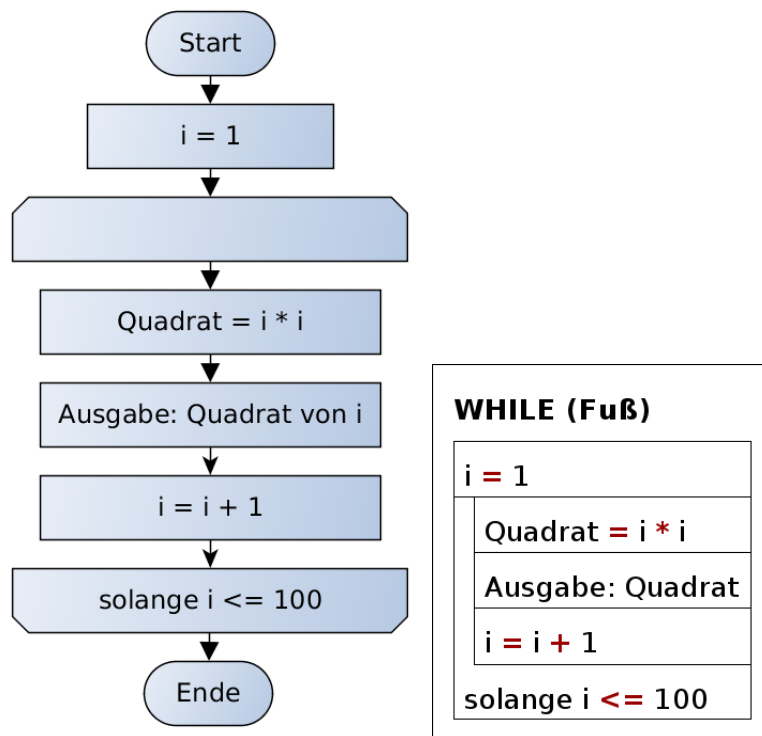 Start
i = 1
Quadrat = i * i
Ausgabe: Quadrat von i
i = i + 1
solange i <= 100
Ende
WHILE (Fuß)
i = 1
Quadrat = i * i
Ausgabe: Quadrat
i = i + 1
solange i <= 100